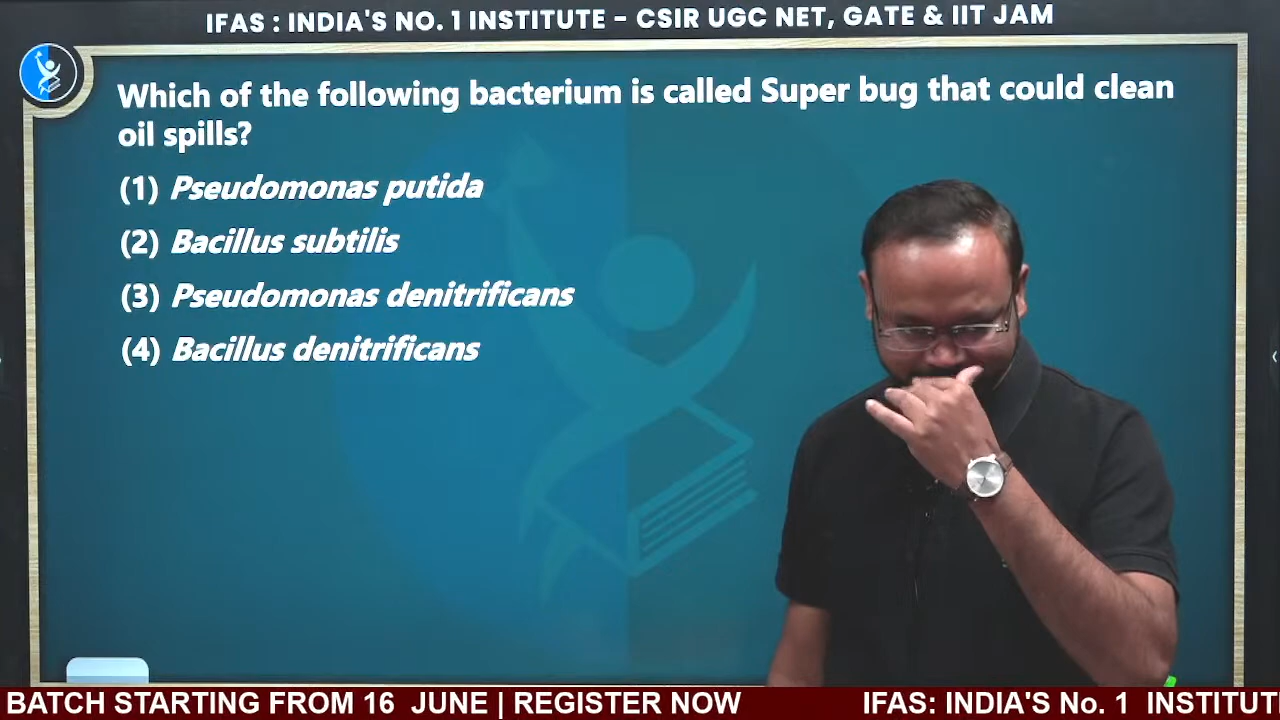 IFAS : INDIA'S NO. 1 INSTITUTE - CSIR UGC NET, GATE & IIT JAM
Which of the following bacterium is called Super bug that could clean
oil spills?
(1) Pseudomonas putida
(2) Bacillus subtilis
(3) Pseudomonas denitrificans
(4) Bacillus denitrificans
BATCH STARTING FROM 16 JUNE | REGISTER NOW IFAS: INDIA'S No. 1 INSTITUT